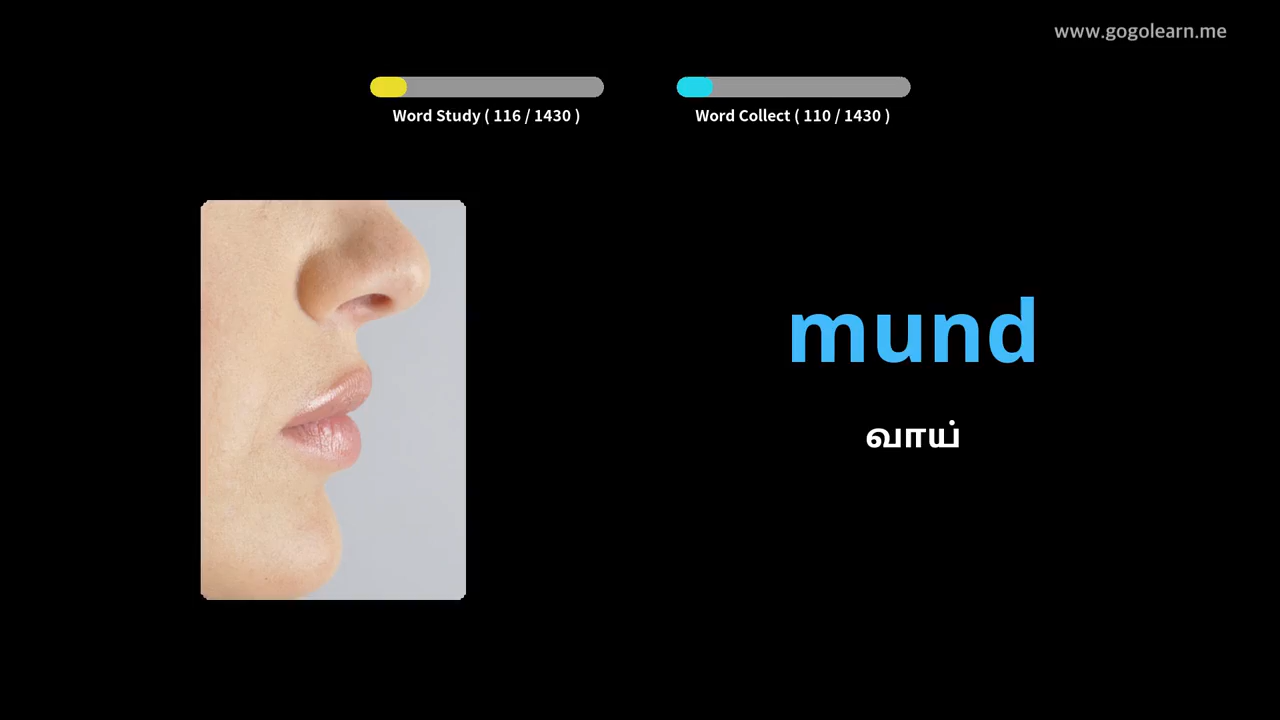 www.gogolearn.me
Word Study ( 116 / 1430 )
Word Collect ( 110 / 1430 )
mund
வாய்